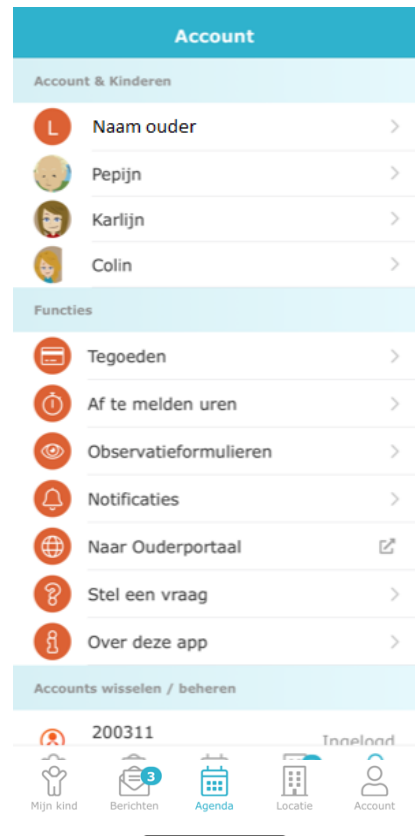 Account
Account & Kinderen
L Naam ouder
Pepijn
Karlijn
Colin
Functies
Tegoeden
Af te melden uren
Observatieformulieren
Notificaties
Naar Ouderportaal
Stel een vraag
Over deze app
Accounts wisselen / beheren
200311 Ingelogd
3
Mijn kind Berichten Agenda Locatie Account